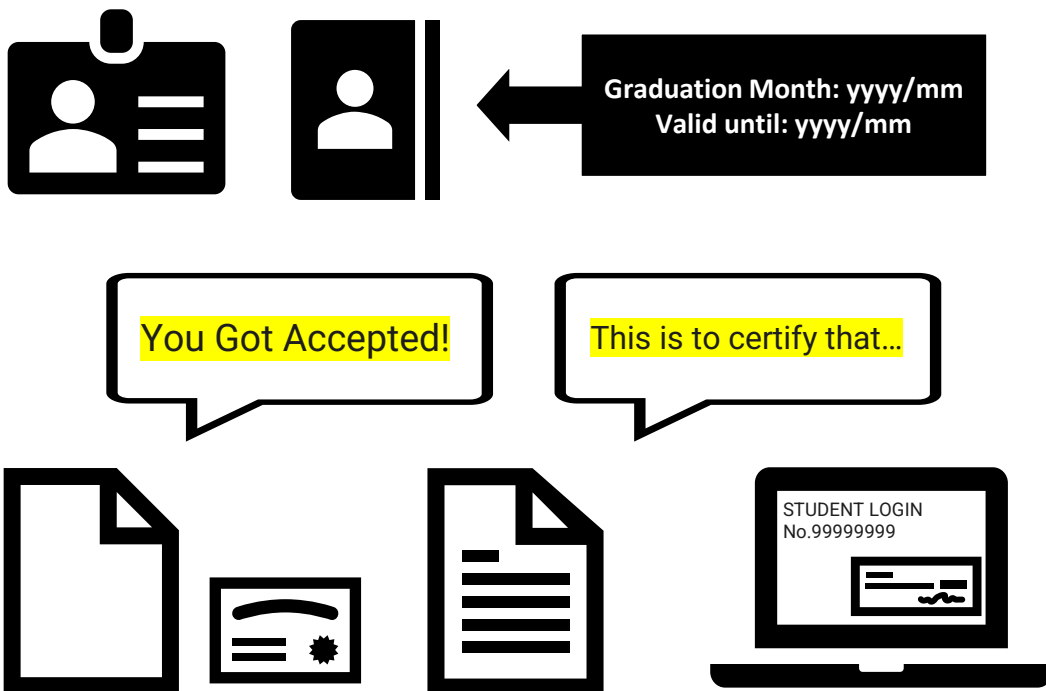 Graduation Month: yyyy/mm
Valid until: yyyy/mm
You Got Accepted!
This is to certify that...
STUDENT LOGIN
No.99999999